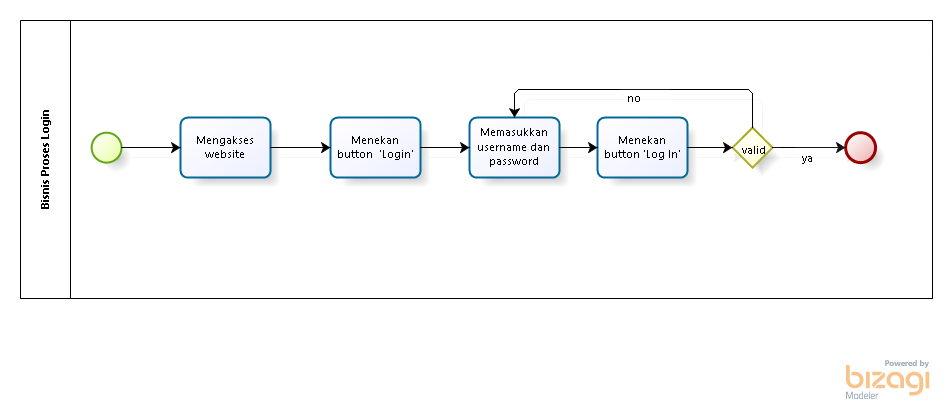 Bisnis Proses Login
Mengakses
website
Menekan
button 'Login'
Memasukkan
username dan
password
Menekan
button 'Log In'
no
valid
ya
Powered by
bizagi
Modeler